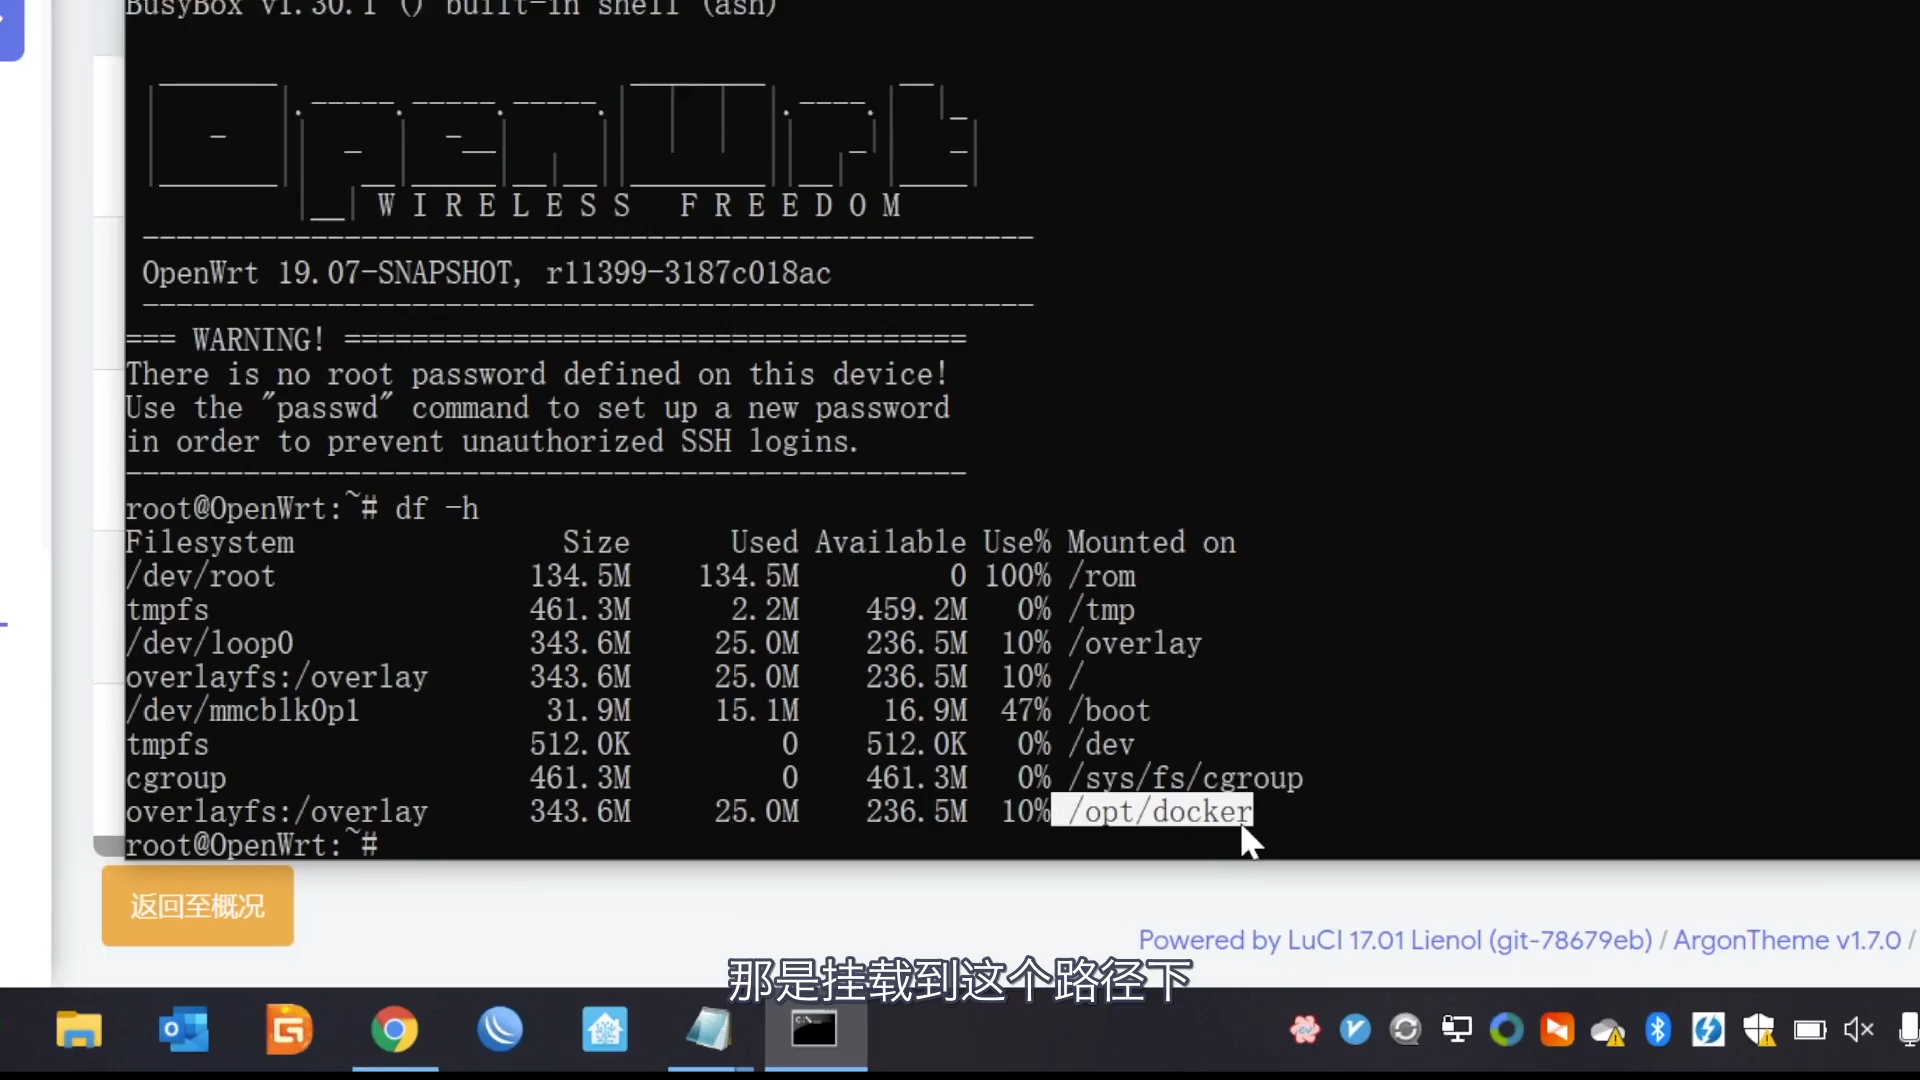 BusyBox v1.30.1 () built-in shell (ash)
OpenWrt
WIRELESS FREEDOM
-----------------------------------------------------
OpenWrt 19.07-SNAPSHOT, r11399-3187c018ac
-----------------------------------------------------
=== WARNING! =====================================
There is no root password defined on this device!
Use the "passwd" command to set up a new password
in order to prevent unauthorized SSH logins.
--------------------------------------------------
root@OpenWrt:~# df -h
Filesystem Size Used Available Use% Mounted on
/dev/root 134.5M 134.5M 0 100% /rom
tmpfs 461.3M 2.2M 459.2M 0% /tmp
/dev/loop0 343.6M 25.0M 236.5M 10% /overlay
overlayfs:/overlay 343.6M 25.0M 236.5M 10% /
/dev/mmcblk0p1 31.9M 15.1M 16.9M 47% /boot
tmpfs 512.0K 0 512.0K 0% /dev
cgroup 461.3M 0 461.3M 0% /sys/fs/cgroup
overlayfs:/overlay 343.6M 25.0M 236.5M 10% /opt/docker
root@OpenWrt:~#
返回至概况
Powered by LuCI 17.01 Lienol (git-78679eb) / ArgonTheme v1.7.0 /
那是挂载到这个路径下